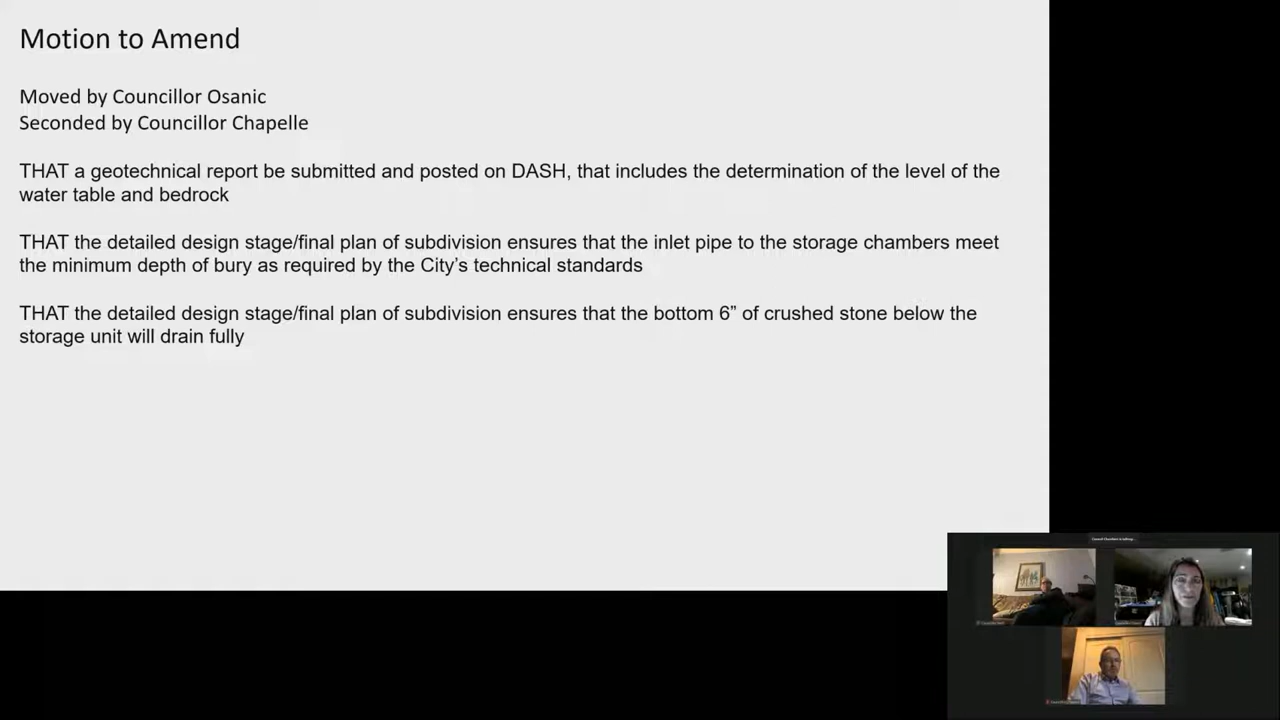 Motion to Amend
Moved by Councillor Osanic
Seconded by Councillor Chapelle
THAT a geotechnical report be submitted and posted on DASH, that includes the determination of the level of the
water table and bedrock
THAT the detailed design stage/final plan of subdivision ensures that the inlet pipe to the storage chambers meet
the minimum depth of bury as required by the City’s technical standards
THAT the detailed design stage/final plan of subdivision ensures that the bottom 6” of crushed stone below the
storage unit will drain fully